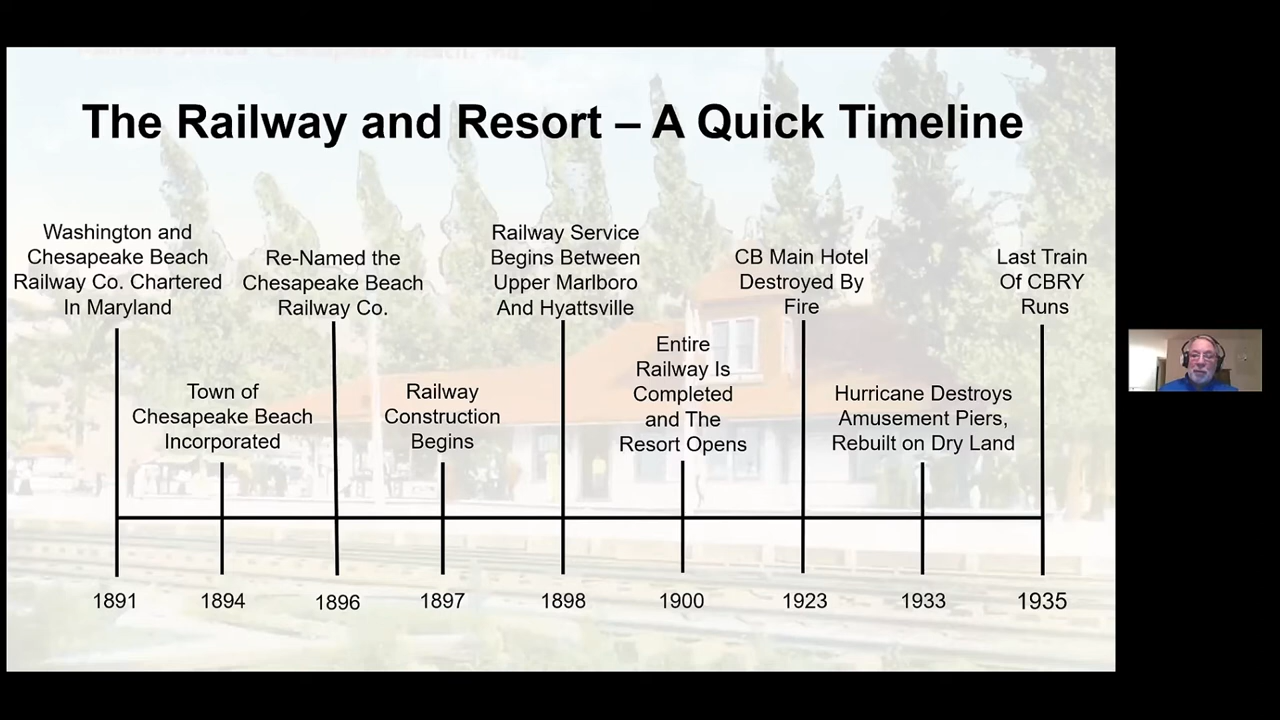 The Railway and Resort – A Quick Timeline
Washington and
Chesapeake Beach
Railway Co. Chartered
In Maryland
Town of
Chesapeake Beach
Incorporated
Re-Named the
Chesapeake Beach
Railway Co.
Railway
Construction
Begins
Railway Service
Begins Between
Upper Marlboro
And Hyattsville
Entire
Railway Is
Completed
and The
Resort Opens
CB Main Hotel
Destroyed By
Fire
Hurricane Destroys
Amusement Piers,
Rebuilt on Dry Land
Last Train
Of CBRY
Runs
1891
1894
1896
1897
1898
1900
1923
1933
1935